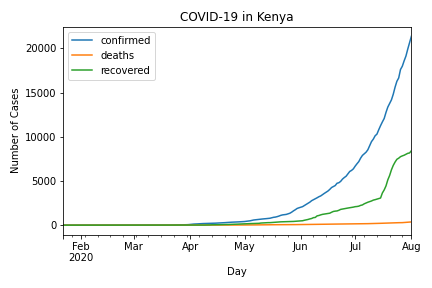 COVID-19 in Kenya
confirmed
deaths
recovered
Number of Cases
20000
15000
10000
5000
0
Feb Mar Apr May Jun Jul Aug
2020
Day